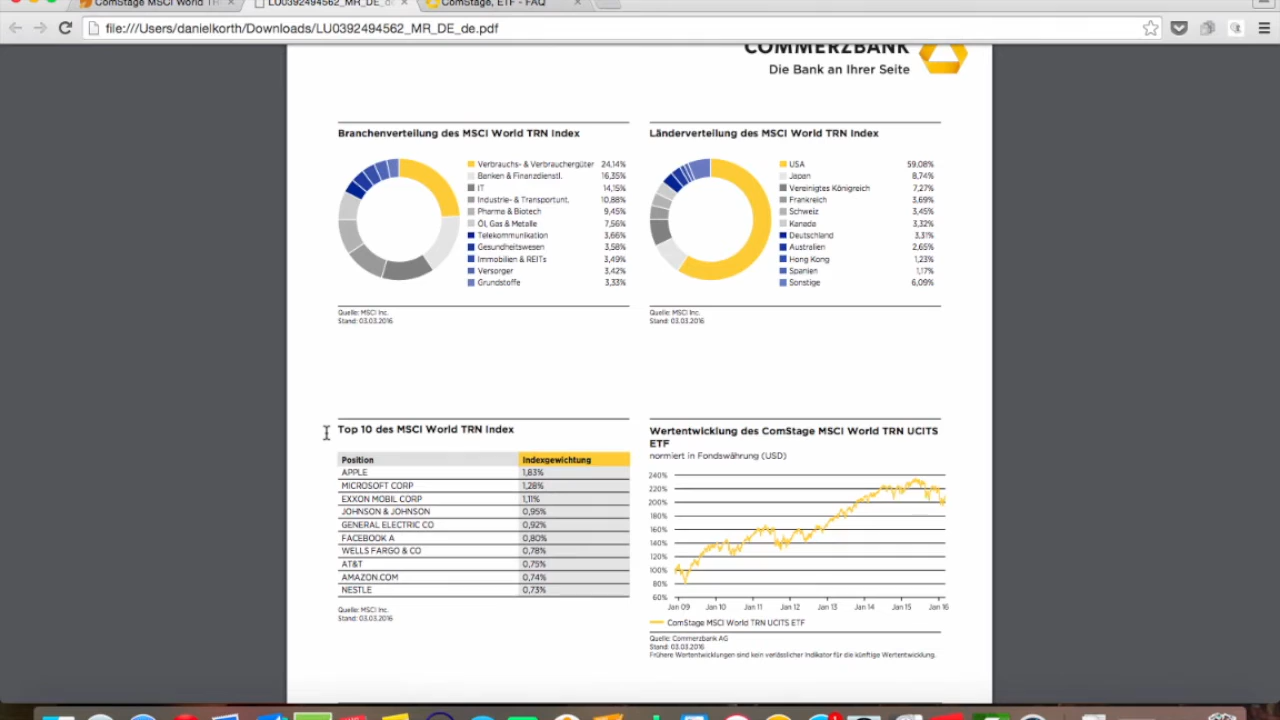 ComStage MSCI World TR
LU0392494562_MR_DE_d
ComStage, ETF - FAQ
file:///Users/danielkorth/Downloads/LU0392494562_MR_DE_de.pdf
COMMERZBANK
Die Bank an Ihrer Seite
Branchenverteilung des MSCI World TRN Index
Verbrauchs- & Verbrauchergüter 24,14%
Banken & Finanzdienstl. 16,35%
IT 14,15%
Industrie- & Transportunt. 10,88%
Pharma & Biotech 9,45%
Öl, Gas & Metalle 7,56%
Telekommunikation 3,66%
Gesundheitswesen 3,58%
Immobilien & REITs 3,49%
Versorger 3,42%
Grundstoffe 3,33%
Quelle: MSCI Inc.
Stand: 03.03.2016
Länderverteilung des MSCI World TRN Index
USA 59,08%
Japan 8,74%
Vereinigtes Königreich 7,27%
Frankreich 3,69%
Schweiz 3,45%
Kanada 3,32%
Deutschland 3,31%
Australien 2,65%
Hong Kong 1,23%
Spanien 1,17%
Sonstige 6,09%
Quelle: MSCI Inc.
Stand: 03.03.2016
Top 10 des MSCI World TRN Index
Position Indexgewichtung
APPLE 1,83%
MICROSOFT CORP 1,28%
EXXON MOBIL CORP 1,11%
JOHNSON & JOHNSON 0,95%
GENERAL ELECTRIC CO 0,92%
FACEBOOK A 0,80%
WELLS FARGO & CO 0,78%
AT&T 0,75%
AMAZON.COM 0,74%
NESTLE 0,73%
Quelle: MSCI Inc.
Stand: 03.03.2016
Wertentwicklung des ComStage MSCI World TRN UCITS
ETF
normiert in Fondswährung (USD)
240%
220%
200%
180%
160%
140%
120%
100%
80%
60%
Jan 09 Jan 10 Jan 11 Jan 12 Jan 13 Jan 14 Jan 15 Jan 16
ComStage MSCI World TRN UCITS ETF
Quelle: Commerzbank AG
Stand: 03.03.2016
Frühere Wertentwicklungen sind kein verlässlicher Indikator für die künftige Wertentwicklung.